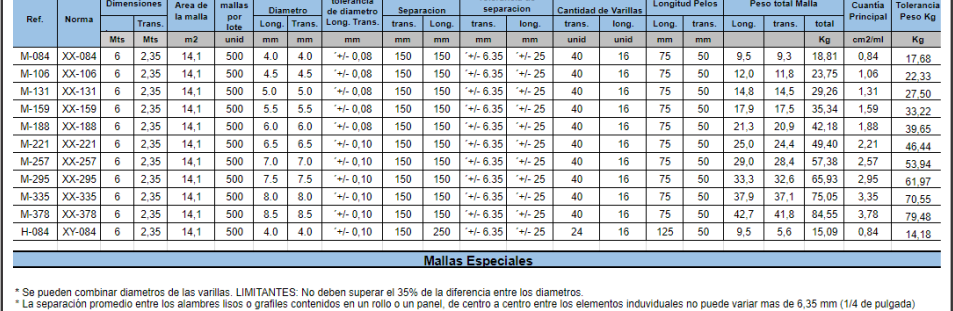 Dimensiones Area de mallas Diametro tolerancia Separacion separacion Cantidad de Varillas Longitud Pelos Peso total Malla Cuantia Tolerancia
Ref. Norma Trans. la malla por lote Long. Trans. de diametro Long. Trans. trans. Long. trans. long. trans. long. long. trans. Long. trans. total Principal Peso Kg
Mts Mts m2 unid mm mm mm mm mm mm mm unid unid mm mm Kg cm2/ml Kg
M-084 XX-084 6 2,35 14,1 500 4.0 4.0 ´+/- 0,08 150 150 ´+/- 6.35 ´+/- 25 40 16 75 50 9,5 9,3 18,81 0,84 17,68
M-106 XX-106 6 2,35 14,1 500 4.5 4.5 ´+/- 0,08 150 150 ´+/- 6.35 ´+/- 25 40 16 75 50 12,0 11,8 23,75 1,06 22,33
M-131 XX-131 6 2,35 14,1 500 5.0 5.0 ´+/- 0,08 150 150 ´+/- 6.35 ´+/- 25 40 16 75 50 14,8 14,5 29,26 1,31 27,50
M-159 XX-159 6 2,35 14,1 500 5.5 5.5 ´+/- 0,08 150 150 ´+/- 6.35 ´+/- 25 40 16 75 50 17,9 17,5 35,34 1,59 33,22
M-188 XX-188 6 2,35 14,1 500 6.0 6.0 ´+/- 0,08 150 150 ´+/- 6.35 ´+/- 25 40 16 75 50 21,3 20,9 42,18 1,88 39,65
M-221 XX-221 6 2,35 14,1 500 6.5 6.5 ´+/- 0,10 150 150 ´+/- 6.35 ´+/- 25 40 16 75 50 25,0 24,4 49,40 2,21 46,44
M-257 XX-257 6 2,35 14,1 500 7.0 7.0 ´+/- 0,10 150 150 ´+/- 6.35 ´+/- 25 40 16 75 50 29,0 28,4 57,38 2,57 53,94
M-295 XX-295 6 2,35 14,1 500 7.5 7.5 ´+/- 0,10 150 150 ´+/- 6.35 ´+/- 25 40 16 75 50 33,3 32,6 65,93 2,95 61,97
M-335 XX-335 6 2,35 14,1 500 8.0 8.0 ´+/- 0,10 150 150 ´+/- 6.35 ´+/- 25 40 16 75 50 37,9 37,1 75,05 3,35 70,55
M-378 XX-378 6 2,35 14,1 500 8.5 8.5 ´+/- 0,10 150 150 ´+/- 6.35 ´+/- 25 40 16 75 50 42,7 41,8 84,55 3,78 79,48
H-084 XY-084 6 2,35 14,1 500 4.0 4.0 ´+/- 0,10 150 250 ´+/- 6.35 ´+/- 25 24 16 125 50 9,5 5,6 15,09 0,84 14,18
Mallas Especiales
* Se pueden combinar diametros de las varillas. LIMITANTES: No deben superar el 35% de la diferencia entre los diametros.
* La separación promedio entre los alambres lisos o grafiles contenidos en un rollo o un panel, de centro a centro entre los elementos induviduales no puede variar mas de 6,35 mm (1/4 de pulgada)